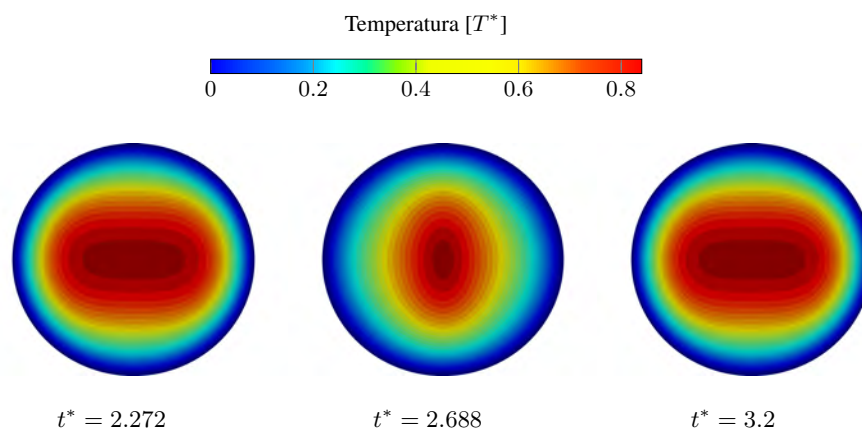 Temperatura [T*]
0 0.2 0.4 0.6 0.8
t* = 2.272 t* = 2.688 t* = 3.2